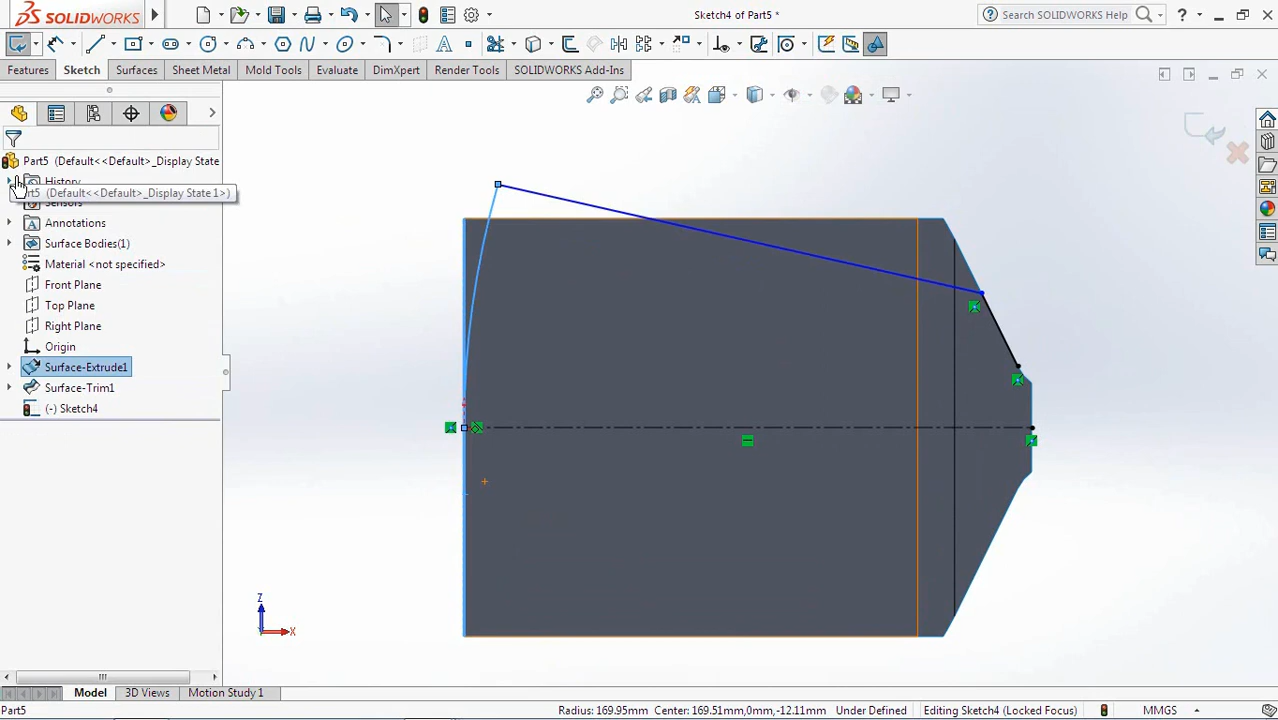 SOLIDWORKS
Sketch4 of Part5 *
Search SOLIDWORKS Help
?
Features
Sketch
Surfaces
Sheet Metal
Mold Tools
Evaluate
DimXpert
Render Tools
SOLIDWORKS Add-Ins
Part5 (Default<<Default>_Display State
History
Part5 (Default<<Default>_Display State 1>)
Sensors
Annotations
Surface Bodies(1)
Material <not specified>
Front Plane
Top Plane
Right Plane
Origin
Surface-Extrude1
Surface-Trim1
(-) Sketch4
Z
X
Model
3D Views
Motion Study 1
Part5
Radius: 169.95mm Center: 169.51mm,0mm,-12.11mm Under Defined
Editing Sketch4 (Locked Focus)
MMGS